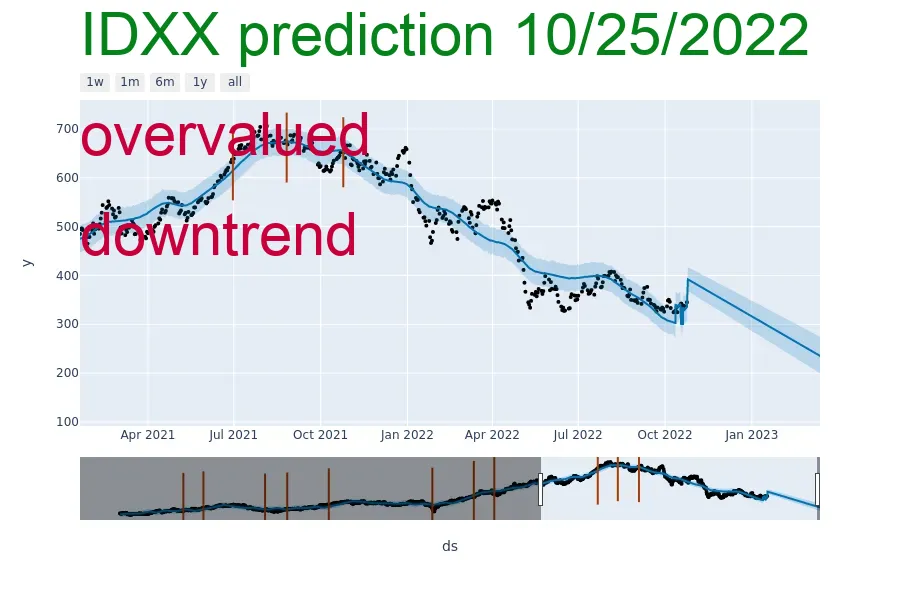 IDXX prediction 10/25/2022
1w 1m 6m 1y all
overvalued
downtrend
700
600
500
400
300
200
100
y
Apr 2021 Jul 2021 Oct 2021 Jan 2022 Apr 2022 Jul 2022 Oct 2022 Jan 2023
ds